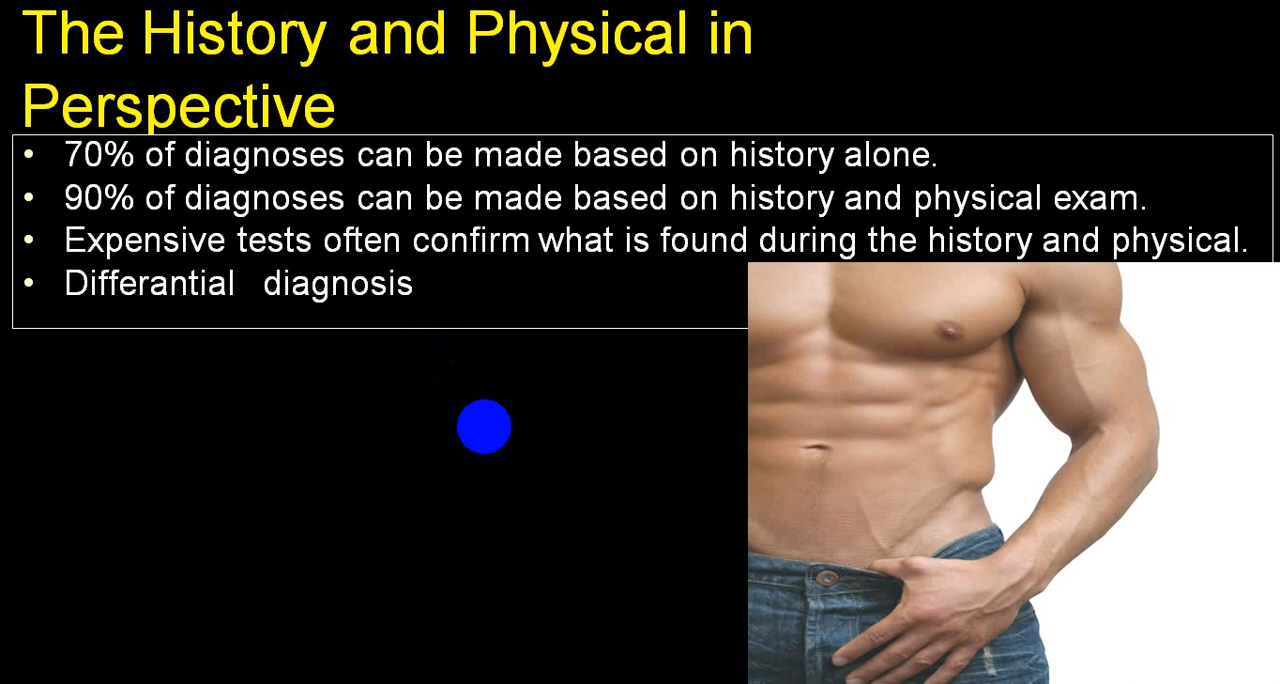 The History and Physical in
Perspective
• 70% of diagnoses can be made based on history alone.
• 90% of diagnoses can be made based on history and physical exam.
• Expensive tests often confirm what is found during the history and physical.
• Differantial diagnosis